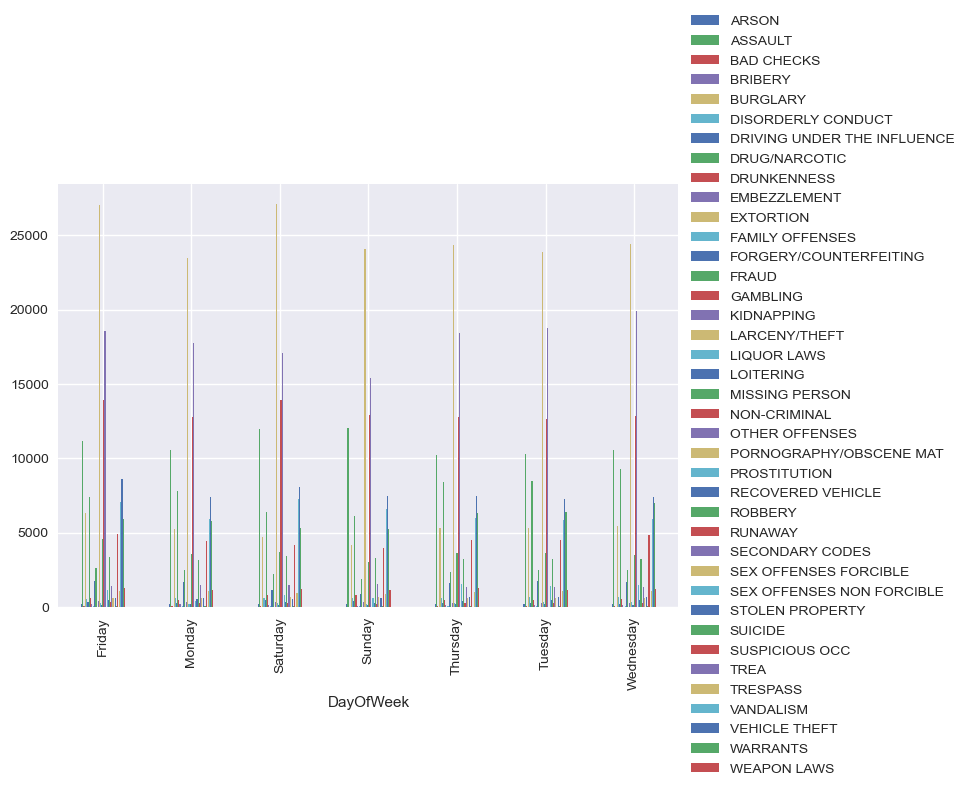 25000
20000
15000
10000
5000
0
Friday
Monday
Saturday
Sunday
Thursday
Tuesday
Wednesday
DayOfWeek
ARSON
ASSAULT
BAD CHECKS
BRIBERY
BURGLARY
DISORDERLY CONDUCT
DRIVING UNDER THE INFLUENCE
DRUG/NARCOTIC
DRUNKENNESS
EMBEZZLEMENT
EXTORTION
FAMILY OFFENSES
FORGERY/COUNTERFEITING
FRAUD
GAMBLING
KIDNAPPING
LARCENY/THEFT
LIQUOR LAWS
LOITERING
MISSING PERSON
NON-CRIMINAL
OTHER OFFENSES
PORNOGRAPHY/OBSCENE MAT
PROSTITUTION
RECOVERED VEHICLE
ROBBERY
RUNAWAY
SECONDARY CODES
SEX OFFENSES FORCIBLE
SEX OFFENSES NON FORCIBLE
STOLEN PROPERTY
SUICIDE
SUSPICIOUS OCC
TREA
TRESPASS
VANDALISM
VEHICLE THEFT
WARRANTS
WEAPON LAWS